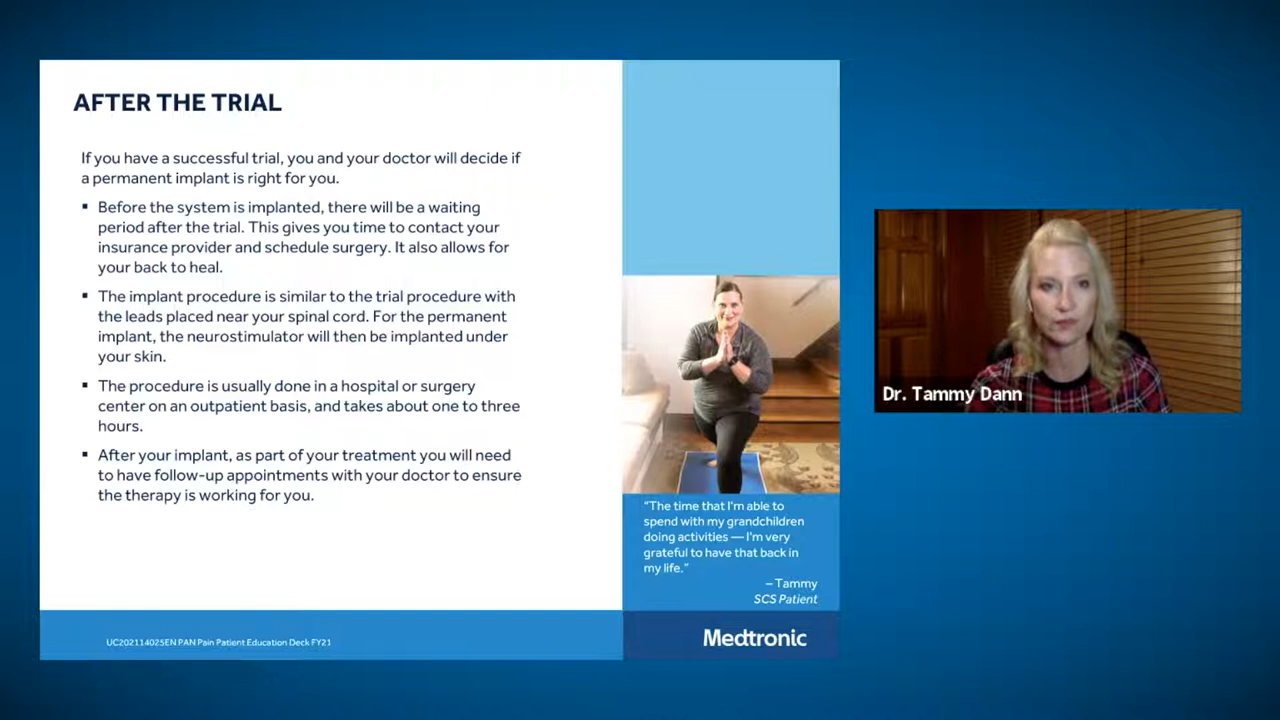 AFTER THE TRIAL
If you have a successful trial, you and your doctor will decide if
a permanent implant is right for you.
▪ Before the system is implanted, there will be a waiting
period after the trial. This gives you time to contact your
insurance provider and schedule surgery. It also allows for
your back to heal.
▪ The implant procedure is similar to the trial procedure with
the leads placed near your spinal cord. For the permanent
implant, the neurostimulator will then be implanted under
your skin.
▪ The procedure is usually done in a hospital or surgery
center on an outpatient basis, and takes about one to three
hours.
▪ After your implant, as part of your treatment you will need
to have follow-up appointments with your doctor to ensure
the therapy is working for you.
“The time that I'm able to
spend with my grandchildren
doing activities — I'm very
grateful to have that back in
my life.”
– Tammy
SCS Patient
UC202114025EN PAN Pain Patient Education Deck FY21
Medtronic
Dr. Tammy Dann